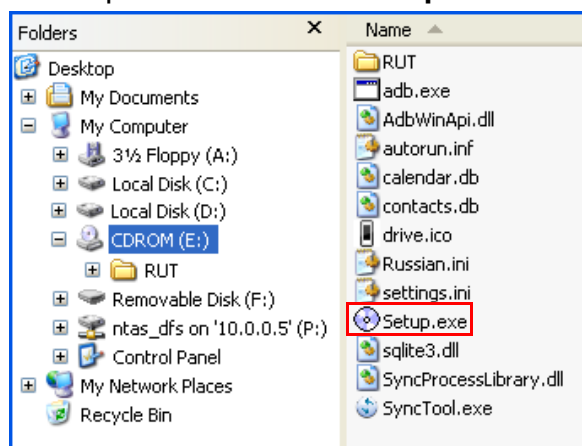 Folders
Desktop
My Documents
My Computer
3½ Floppy (A:)
Local Disk (C:)
Local Disk (D:)
CDROM (E:)
RUT
Removable Disk (F:)
ntas_dfs on '10.0.0.5' (P:)
Control Panel
My Network Places
Recycle Bin
Name
RUT
adb.exe
AdbWinApi.dll
autorun.inf
calendar.db
contacts.db
drive.ico
Russian.ini
settings.ini
Setup.exe
sqlite3.dll
SyncProcessLibrary.dll
SyncTool.exe